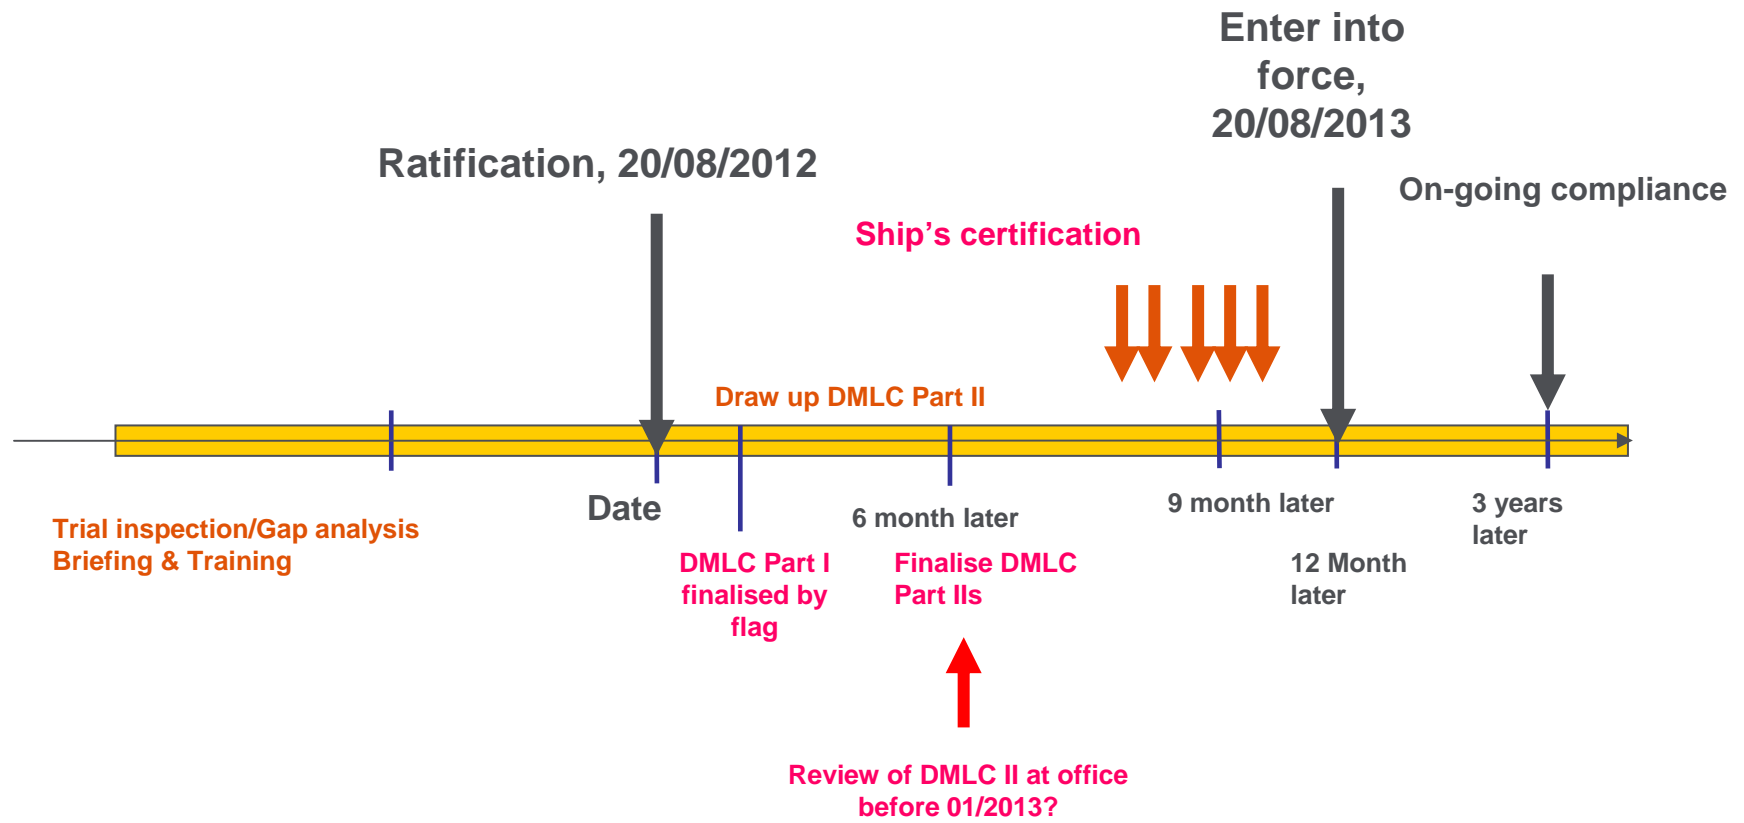 Enter into
force,
20/08/2013
Ratification, 20/08/2012
On-going compliance
Ship’s certification
Draw up DMLC Part II
Date
6 month later
9 month later
3 years
later
Trial inspection/Gap analysis
Briefing & Training
DMLC Part I
finalised by
flag
Finalise DMLC
Part IIs
12 Month
later
Review of DMLC II at office
before 01/2013?